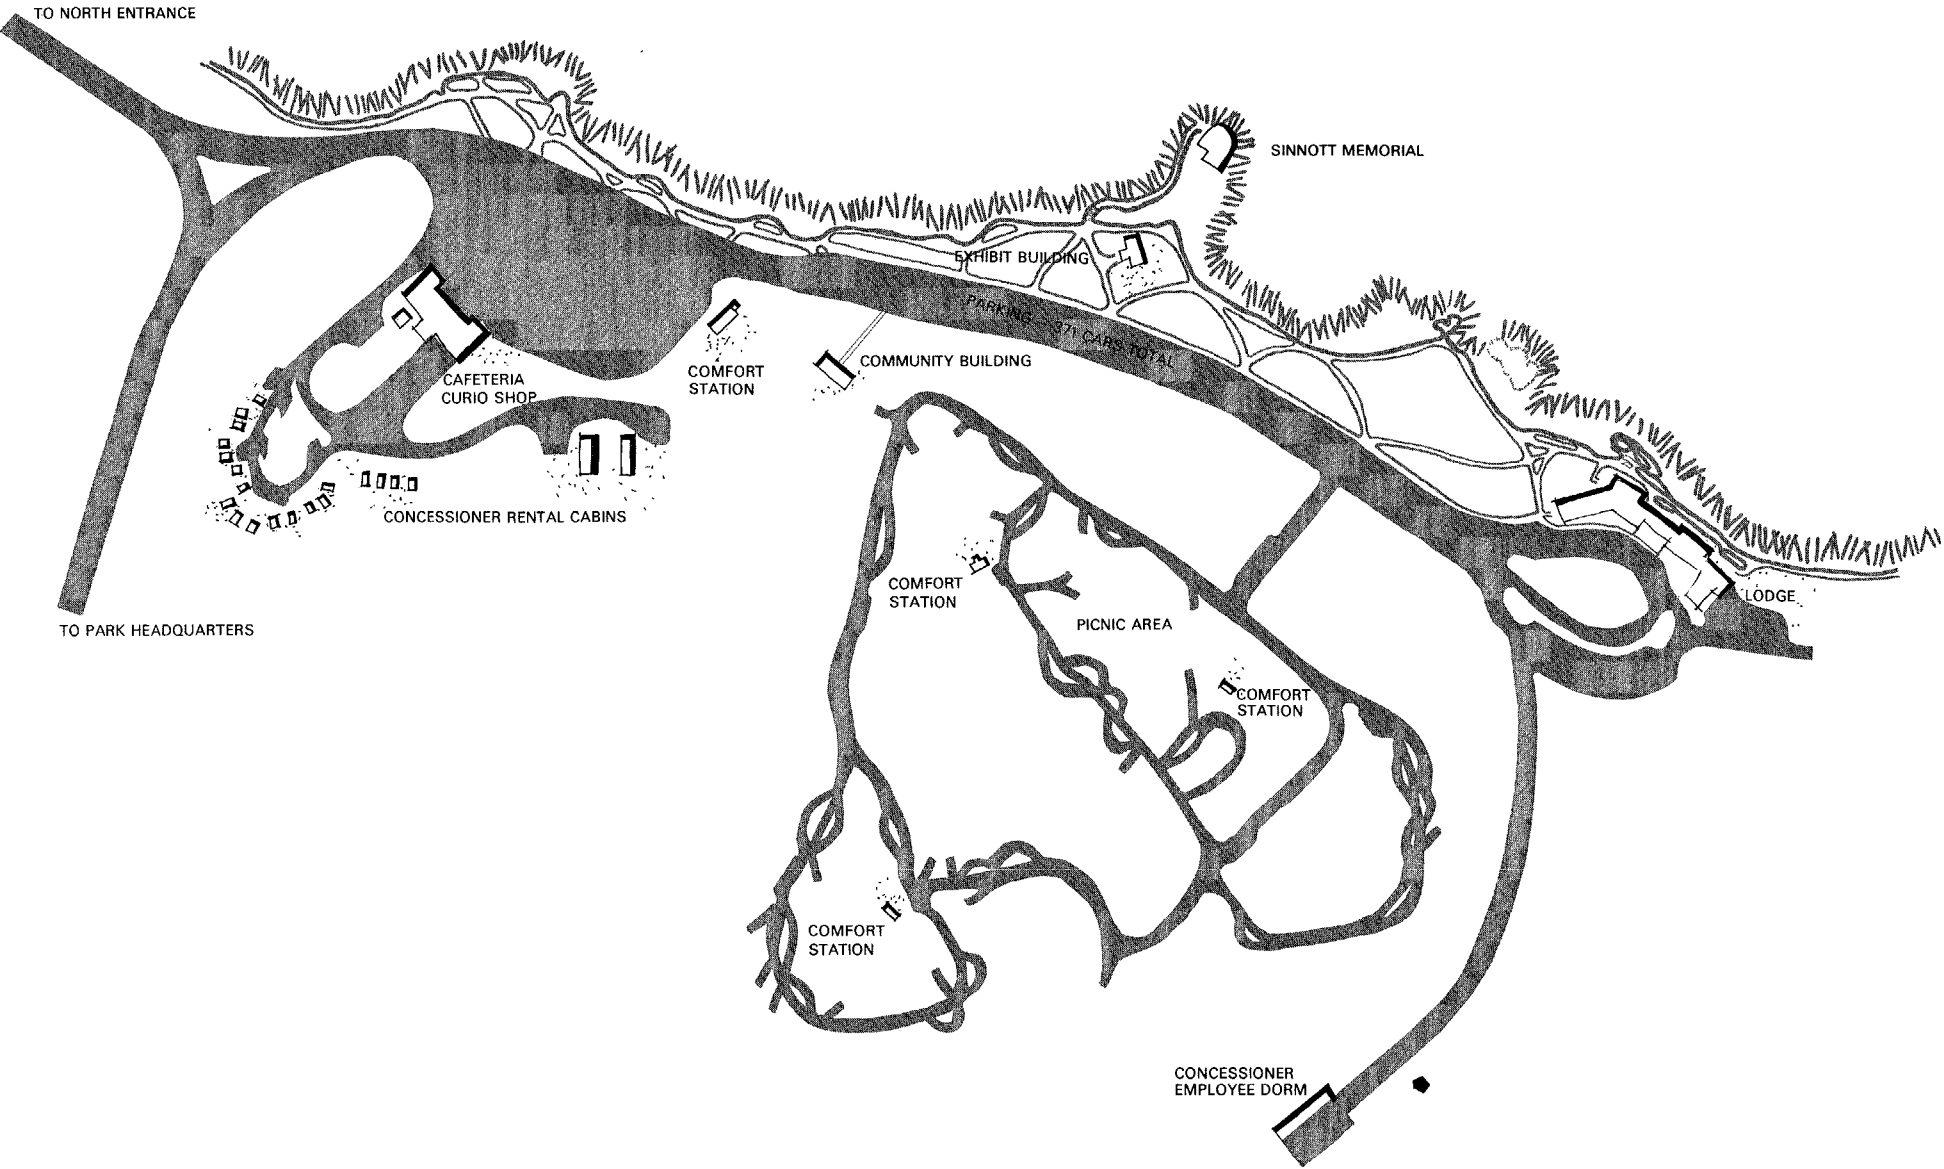 TO NORTH ENTRANCE
SINNOTT MEMORIAL
EXHIBIT BUILDING
PARKING - 371 CARS TOTAL
COMMUNITY BUILDING
COMFORT
STATION
CAFETERIA
CURIO SHOP
CONCESSIONER RENTAL CABINS
COMFORT
STATION
LODGE
TO PARK HEADQUARTERS
PICNIC AREA
COMFORT
STATION
COMFORT
STATION
CONCESSIONER
EMPLOYEE DORM